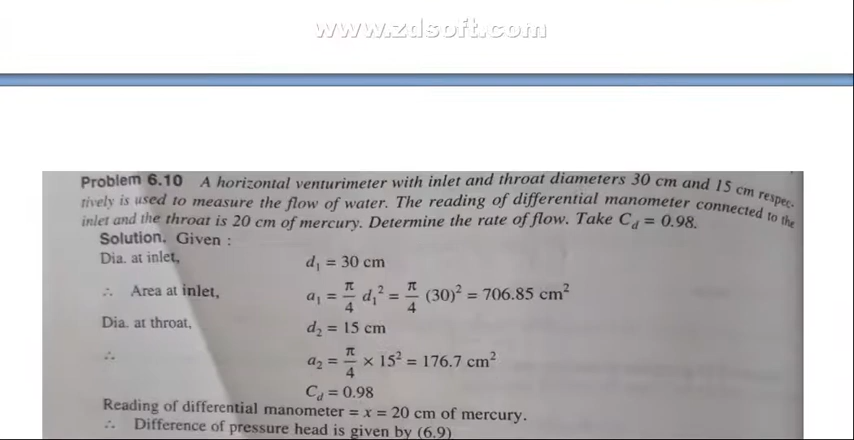 www.zdsoft.com
Problem 6.10 A horizontal venturimeter with inlet and throat diameters 30 cm and 15 cm respec-
tively is used to measure the flow of water. The reading of differential manometer connected to the
inlet and the throat is 20 cm of mercury. Determine the rate of flow. Take C_d = 0.98.
Solution. Given :
Dia. at inlet, d₁ = 30 cm
∴ Area at inlet, a₁ = π/4 d₁² = π/4 (30)² = 706.85 cm²
Dia. at throat, d₂ = 15 cm
∴ a₂ = π/4 × 15² = 176.7 cm²
C_d = 0.98
Reading of differential manometer = x = 20 cm of mercury.
∴ Difference of pressure head is given by (6.9)